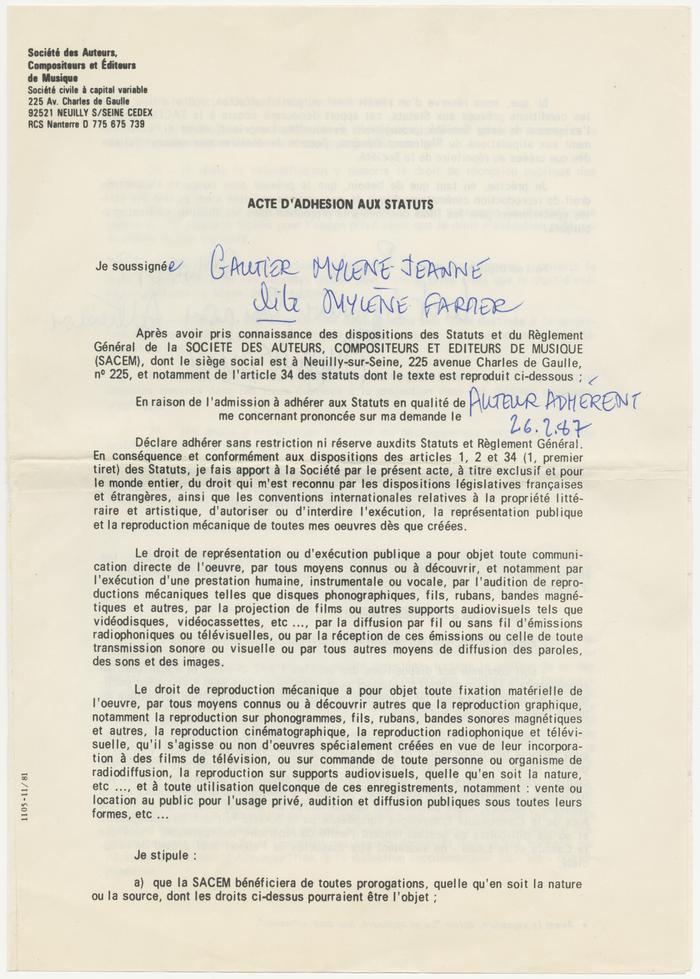 Société des Auteurs,
Compositeurs et Éditeurs
de Musique
Société civile à capital variable
225 Av. Charles de Gaulle
92521 NEUILLY S/SEINE CEDEX
RCS Nanterre D 775 675 739
ACTE D'ADHESION AUX STATUTS
Je soussignée GAUTIER MYLENE JEANNE
dite MYLÈNE FARMER
Après avoir pris connaissance des dispositions des Statuts et du Règlement
Général de la SOCIETE DES AUTEURS, COMPOSITEURS ET EDITEURS DE MUSIQUE
(SACEM), dont le siège social est à Neuilly-sur-Seine, 225 avenue Charles de Gaulle,
nº 225, et notamment de l'article 34 des statuts dont le texte est reproduit ci-dessous ;
En raison de l'admission à adhérer aux Statuts en qualité de AUTEUR ADHÉRENT
me concernant prononcée sur ma demande le 26.2.87
Déclare adhérer sans restriction ni réserve auxdits Statuts et Règlement Général.
En conséquence et conformément aux dispositions des articles 1, 2 et 34 (1, premier
tiret) des Statuts, je fais apport à la Société par le présent acte, à titre exclusif et pour
le monde entier, du droit qui m'est reconnu par les dispositions législatives françaises
et étrangères, ainsi que les conventions internationales relatives à la propriété litté-
raire et artistique, d'autoriser ou d'interdire l'exécution, la représentation publique
et la reproduction mécanique de toutes mes oeuvres dès que créées.
Le droit de représentation ou d'exécution publique a pour objet toute communi-
cation directe de l'oeuvre, par tous moyens connus ou à découvrir, et notamment par
l'exécution d'une prestation humaine, instrumentale ou vocale, par l'audition de repro-
ductions mécaniques telles que disques phonographiques, fils, rubans, bandes magné-
tiques et autres, par la projection de films ou autres supports audiovisuels tels que
vidéodisques, vidéocassettes, etc ..., par la diffusion par fil ou sans fil d'émissions
radiophoniques ou télévisuelles, ou par la réception de ces émissions ou celle de toute
transmission sonore ou visuelle ou par tous autres moyens de diffusion des paroles,
des sons et des images.
Le droit de reproduction mécanique a pour objet toute fixation matérielle de
l'oeuvre, par tous moyens connus ou à découvrir autres que la reproduction graphique,
notamment la reproduction sur phonogrammes, fils, rubans, bandes sonores magnétiques
et autres, la reproduction cinématographique, la reproduction radiophonique et télévi-
suelle, qu'il s'agisse ou non d'oeuvres spécialement créées en vue de leur incorpora-
tion à des films de télévision, ou sur commande de toute personne ou organisme de
radiodiffusion, la reproduction sur supports audiovisuels, quelle qu'en soit la nature,
etc ..., et à toute utilisation quelconque de ces enregistrements, notamment : vente ou
location au public pour l'usage privé, audition et diffusion publiques sous toutes leurs
formes, etc ...
1105-11/81
Je stipule :
a) que la SACEM bénéficiera de toutes prorogations, quelle qu'en soit la nature
ou la source, dont les droits ci-dessus pourraient être l'objet ;